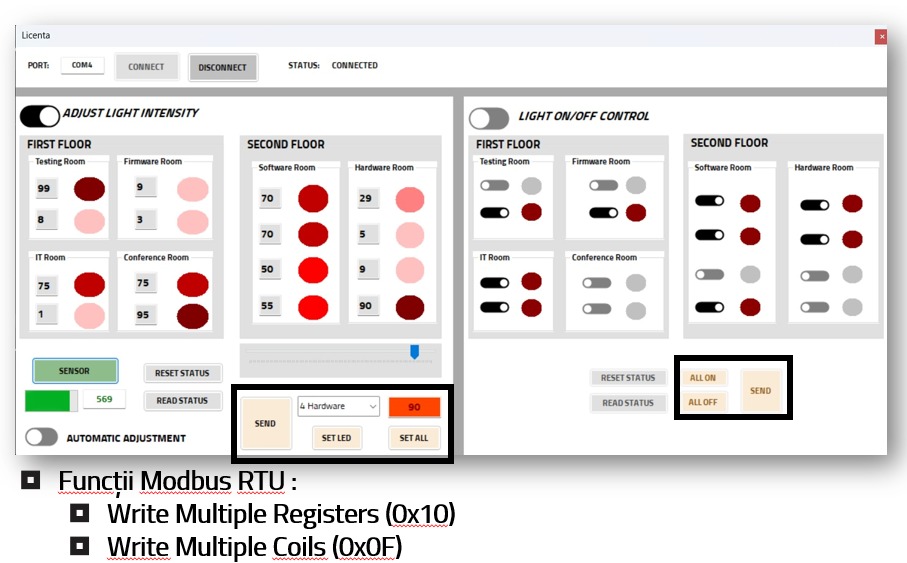 Licenta
PORT: COM4 CONNECT DISCONNECT STATUS: CONNECTED
ADJUST LIGHT INTENSITY
FIRST FLOOR
Testing Room
99
8
Firmware Room
9
3
IT Room
75
1
Conference Room
75
95
SECOND FLOOR
Software Room
70
70
50
55
Hardware Room
29
5
9
90
SENSOR
569
RESET STATUS
READ STATUS
AUTOMATIC ADJUSTMENT
SEND
4 Hardware
90
SET LED
SET ALL
LIGHT ON/OFF CONTROL
FIRST FLOOR
Testing Room
Firmware Room
IT Room
Conference Room
SECOND FLOOR
Software Room
Hardware Room
RESET STATUS
READ STATUS
ALL ON
ALL OFF
SEND
Funcții Modbus RTU :
Write Multiple Registers (0x10)
Write Multiple Coils (0x0F)